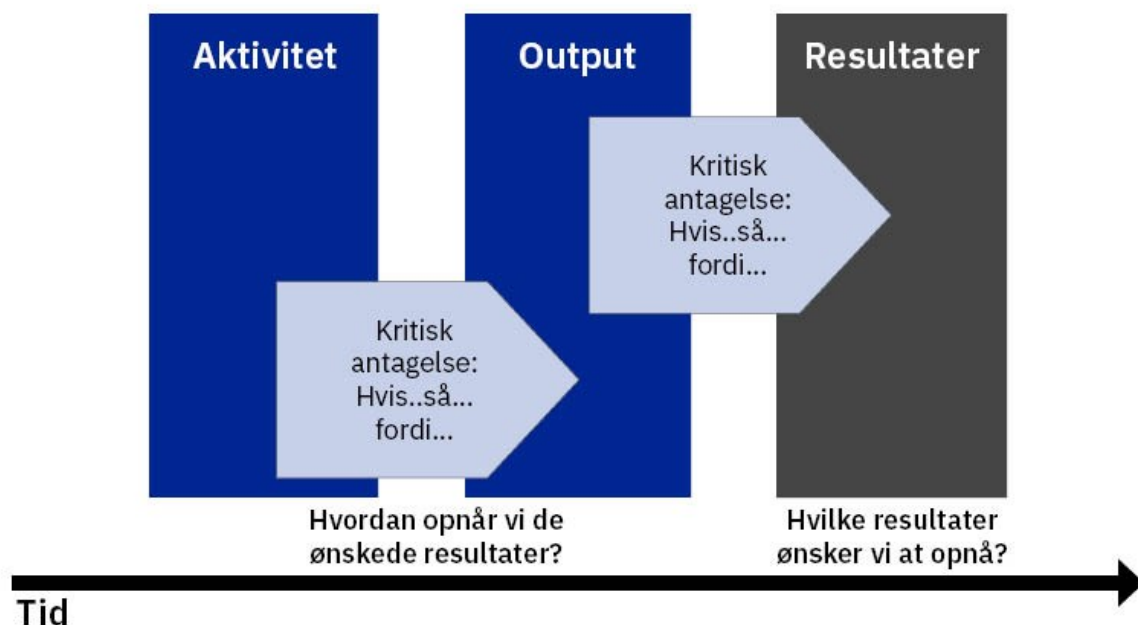 Aktivitet
Output
Resultater
Kritisk
antagelse:
Hvis..så...
fordi...
Kritisk
antagelse:
Hvis..så...
fordi...
Hvordan opnår vi de
ønskede resultater?
Hvilke resultater
ønsker vi at opnå?
Tid